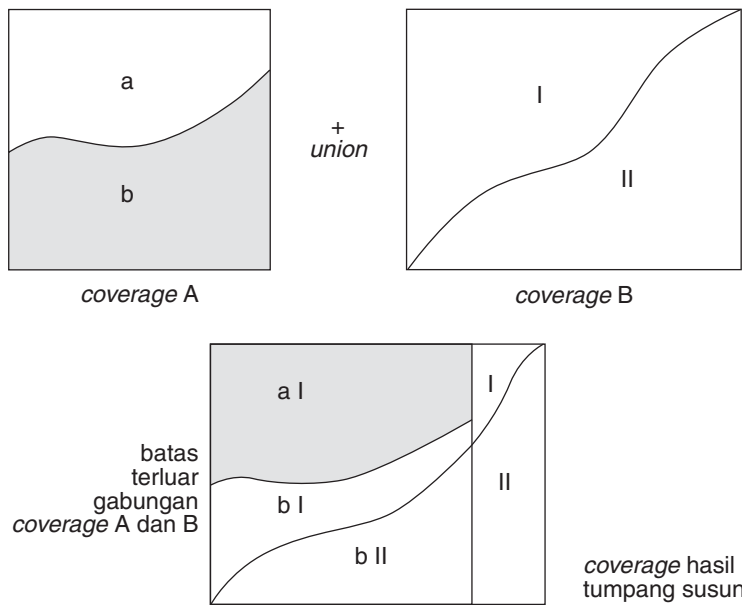 a
b
+
union
I
II
coverage A
coverage B
a I
I
batas
terluar
gabungan
coverage A dan B
b I
II
b II
coverage hasil
tumpang susun